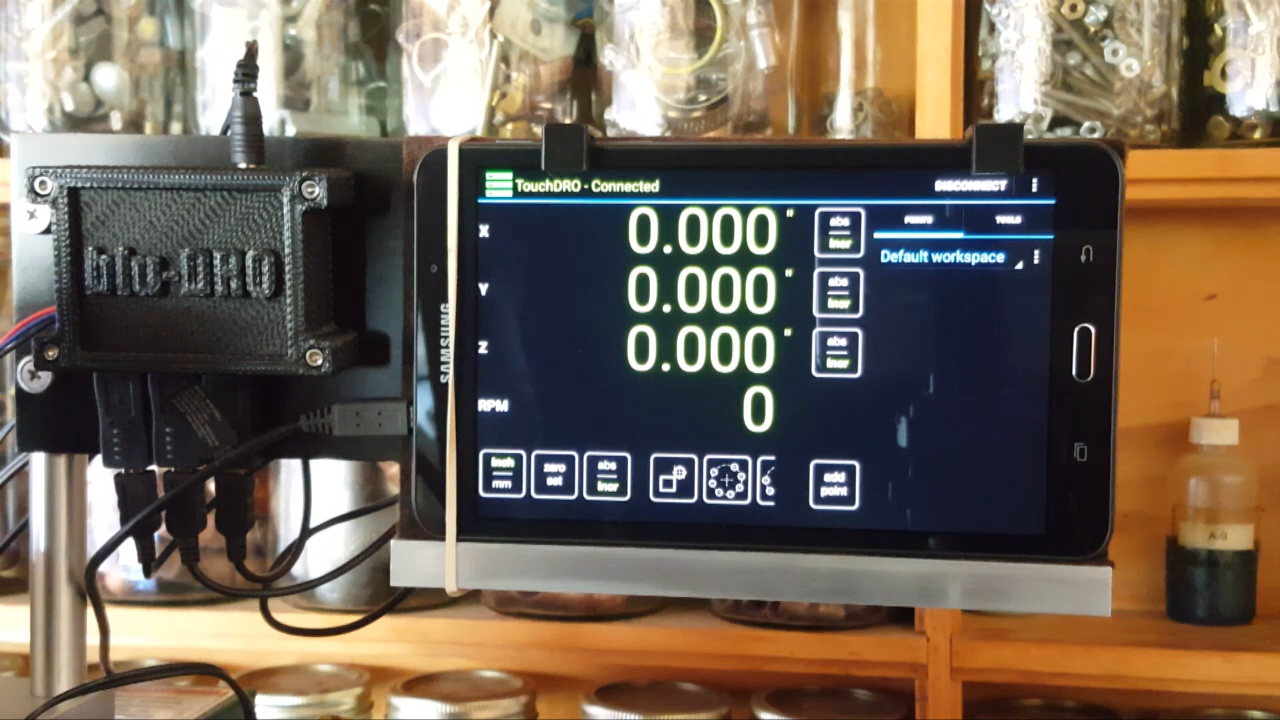 TouchDRO - Connected
DISCONNECT
X
0.000"
abs
incr
POINTS
TOOLS
Default workspace
Y
0.000"
abs
incr
Z
0.000"
abs
incr
RPM
0
inch
mm
zero
set
abs
incr
add
point
SAMSUNG
blu-DRO
A-9